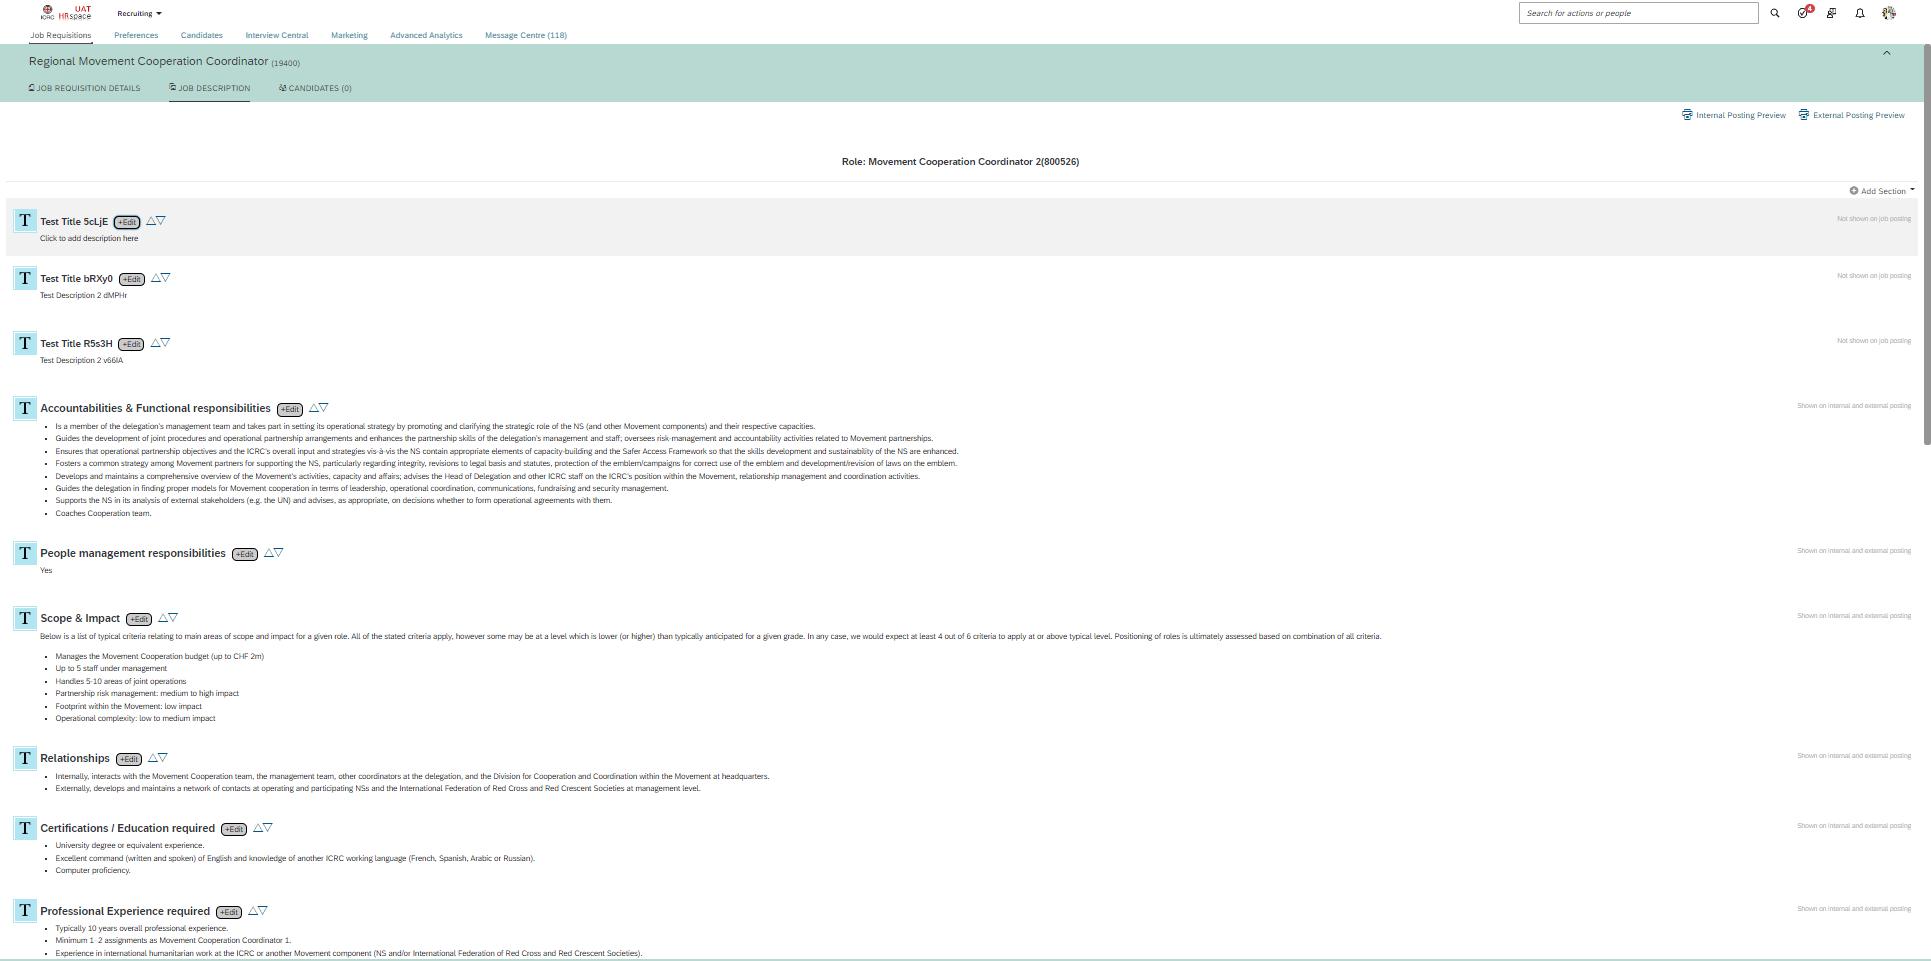 UAT
ICRC HRspace
Recruiting
Search for actions or people
4
Job Requisitions Preferences Candidates Interview Central Marketing Advanced Analytics Message Centre (118)
Regional Movement Cooperation Coordinator (19400)
JOB REQUISITION DETAILS JOB DESCRIPTION CANDIDATES (0)
Internal Posting Preview External Posting Preview
Role: Movement Cooperation Coordinator 2(800526)
Add Section
T Test Title 5cLjE +Edit Not shown on job posting
Click to add description here
T Test Title bRXy0 +Edit Not shown on job posting
Test Description 2 dMPHr
T Test Title R5s3H +Edit Not shown on job posting
Test Description 2 v66IA
T Accountabilities & Functional responsibilities +Edit Shown on internal and external posting
• Is a member of the delegation's management team and takes part in setting its operational strategy by promoting and clarifying the strategic role of the NS (and other Movement components) and their respective capacities.
• Guides the development of joint procedures and operational partnership arrangements and enhances the partnership skills of the delegation's management and staff; oversees risk-management and accountability activities related to Movement partnerships.
• Ensures that operational partnership objectives and the ICRC's overall input and strategies vis-à-vis the NS contain appropriate elements of capacity-building and the Safer Access Framework so that the skills development and sustainability of the NS are enhanced.
• Fosters a common strategy among Movement partners for supporting the NS, particularly regarding integrity, revisions to legal basis and statutes, protection of the emblem/campaigns for correct use of the emblem and development/revision of laws on the emblem.
• Develops and maintains a comprehensive overview of the Movement's activities, capacity and affairs; advises the Head of Delegation and other ICRC staff on the ICRC's position within the Movement, relationship management and coordination activities.
• Guides the delegation in finding proper models for Movement cooperation in terms of leadership, operational coordination, communications, fundraising and security management.
• Supports the NS in its analysis of external stakeholders (e.g. the UN) and advises, as appropriate, on decisions whether to form operational agreements with them.
• Coaches Cooperation team.
T People management responsibilities +Edit Shown on internal and external posting
Yes
T Scope & Impact +Edit Shown on internal and external posting
Below is a list of typical criteria relating to main areas of scope and impact for a given role. All of the stated criteria apply, however some may be at a level which is lower (or higher) than typically anticipated for a given grade. In any case, we would expect at least 4 out of 6 criteria to apply at or above typical level. Positioning of roles is ultimately assessed based on combination of all criteria.
• Manages the Movement Cooperation budget (up to CHF 2m)
• Up to 5 staff under management
• Handles 5-10 areas of joint operations
• Partnership risk management: medium to high impact
• Footprint within the Movement: low impact
• Operational complexity: low to medium impact
T Relationships +Edit Shown on internal and external posting
• Internally, interacts with the Movement Cooperation team, the management team, other coordinators at the delegation, and the Division for Cooperation and Coordination within the Movement at headquarters.
• Externally, develops and maintains a network of contacts at operating and participating NSs and the International Federation of Red Cross and Red Crescent Societies at management level.
T Certifications / Education required +Edit Shown on internal and external posting
• University degree or equivalent experience.
• Excellent command (written and spoken) of English and knowledge of another ICRC working language (French, Spanish, Arabic or Russian).
• Computer proficiency.
T Professional Experience required +Edit Shown on internal and external posting
• Typically 10 years overall professional experience.
• Minimum 1- 2 assignments as Movement Cooperation Coordinator 1.
• Experience in international humanitarian work at the ICRC or another Movement component (NS and/or International Federation of Red Cross and Red Crescent Societies).